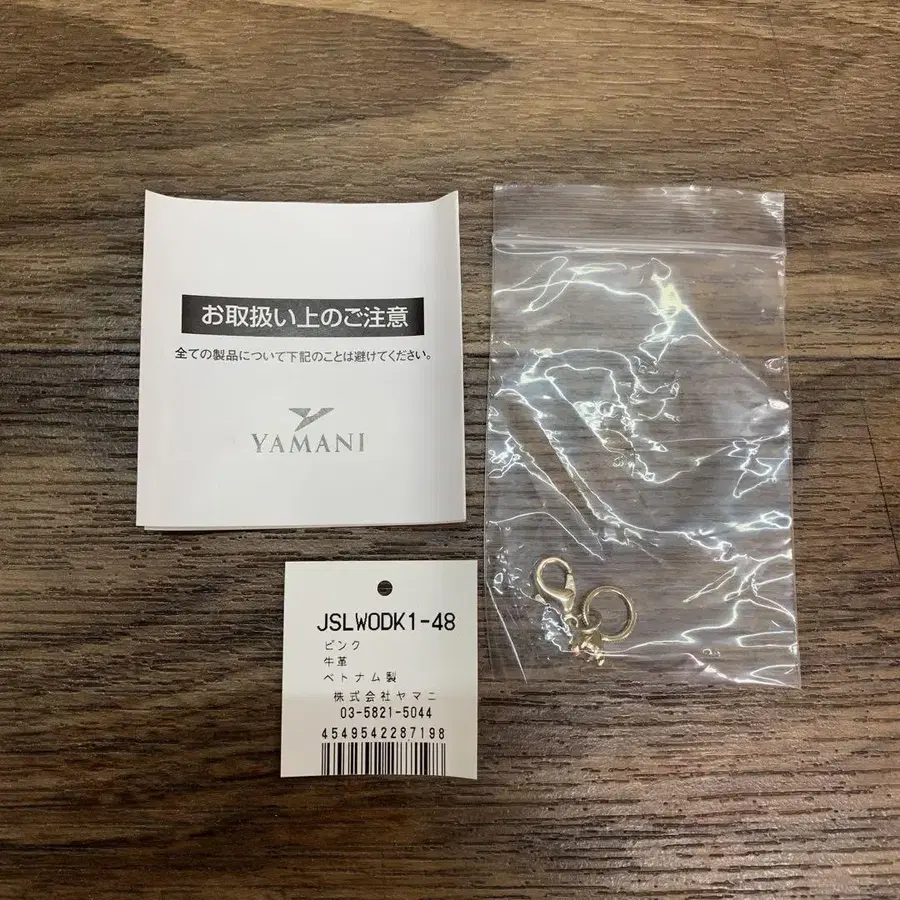 お取扱い上のご注意
全ての製品について下記のことは避けてください。
YAMANI
JSLWODK1-48
ピンク
牛革
ベトナム製
株式会社ヤマニ
03-5821-5044
4549542287198